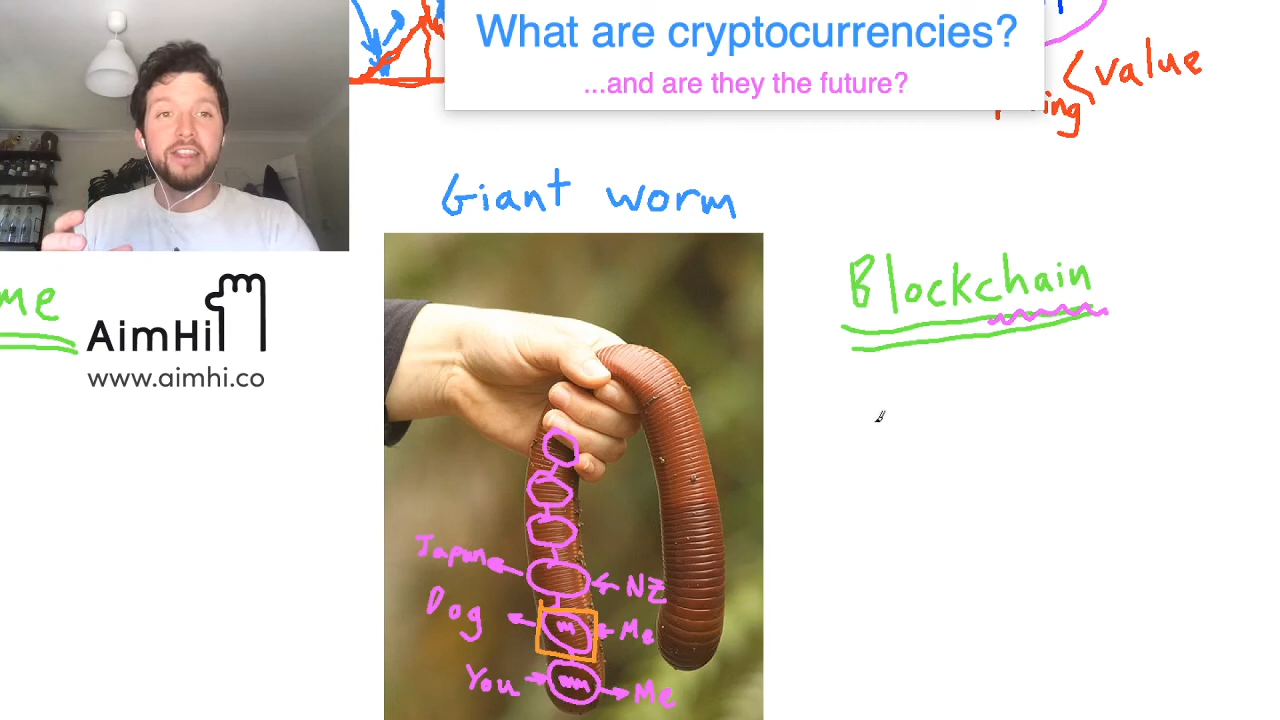 What are cryptocurrencies?
...and are they the future?
value
Giant worm
Blockchain
me
AimHi
www.aimhi.co
Japan
NZ
Dog
Me
You
Me